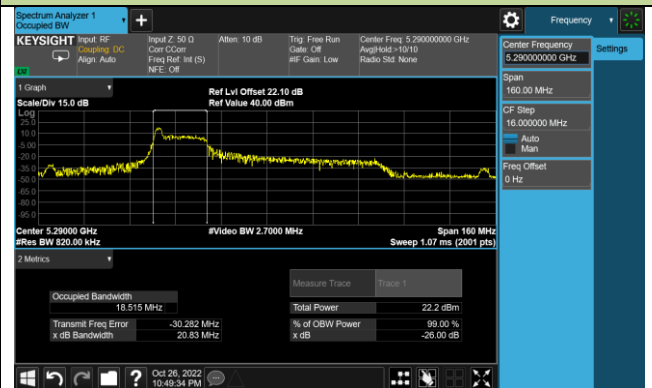 Spectrum Analyzer 1
Occupied BW
Frequency
KEYSIGHT
Input: RF
Coupling: DC
Align: Auto
Input Z: 50 Ω
Corr CCorr
Freq Ref: Int (S)
NFE: Off
Atten: 10 dB
Trig: Free Run
Gate: Off
#IF Gain: Low
Center Freq: 5.290000000 GHz
Avg|Hold:>10/10
Radio Std: None
1 Graph
Scale/Div 15.0 dB
Ref Lvl Offset 22.10 dB
Ref Value 40.00 dBm
Log
25.0
10.0
-5.00
-20.0
-35.0
-50.0
-65.0
-80.0
-95.0
Center 5.29000 GHz
#Res BW 820.00 kHz
#Video BW 2.7000 MHz
Span 160 MHz
Sweep 1.07 ms (2001 pts)
2 Metrics
Measure Trace
Trace 1
Occupied Bandwidth
18.515 MHz
Total Power
22.2 dBm
Transmit Freq Error
-30.282 MHz
% of OBW Power
99.00 %
x dB Bandwidth
20.83 MHz
x dB
-26.00 dB
Center Frequency
5.290000000 GHz
Settings
Span
160.00 MHz
CF Step
16.000000 MHz
Auto
Man
Freq Offset
0 Hz
Oct 26, 2022
10:49:34 PM